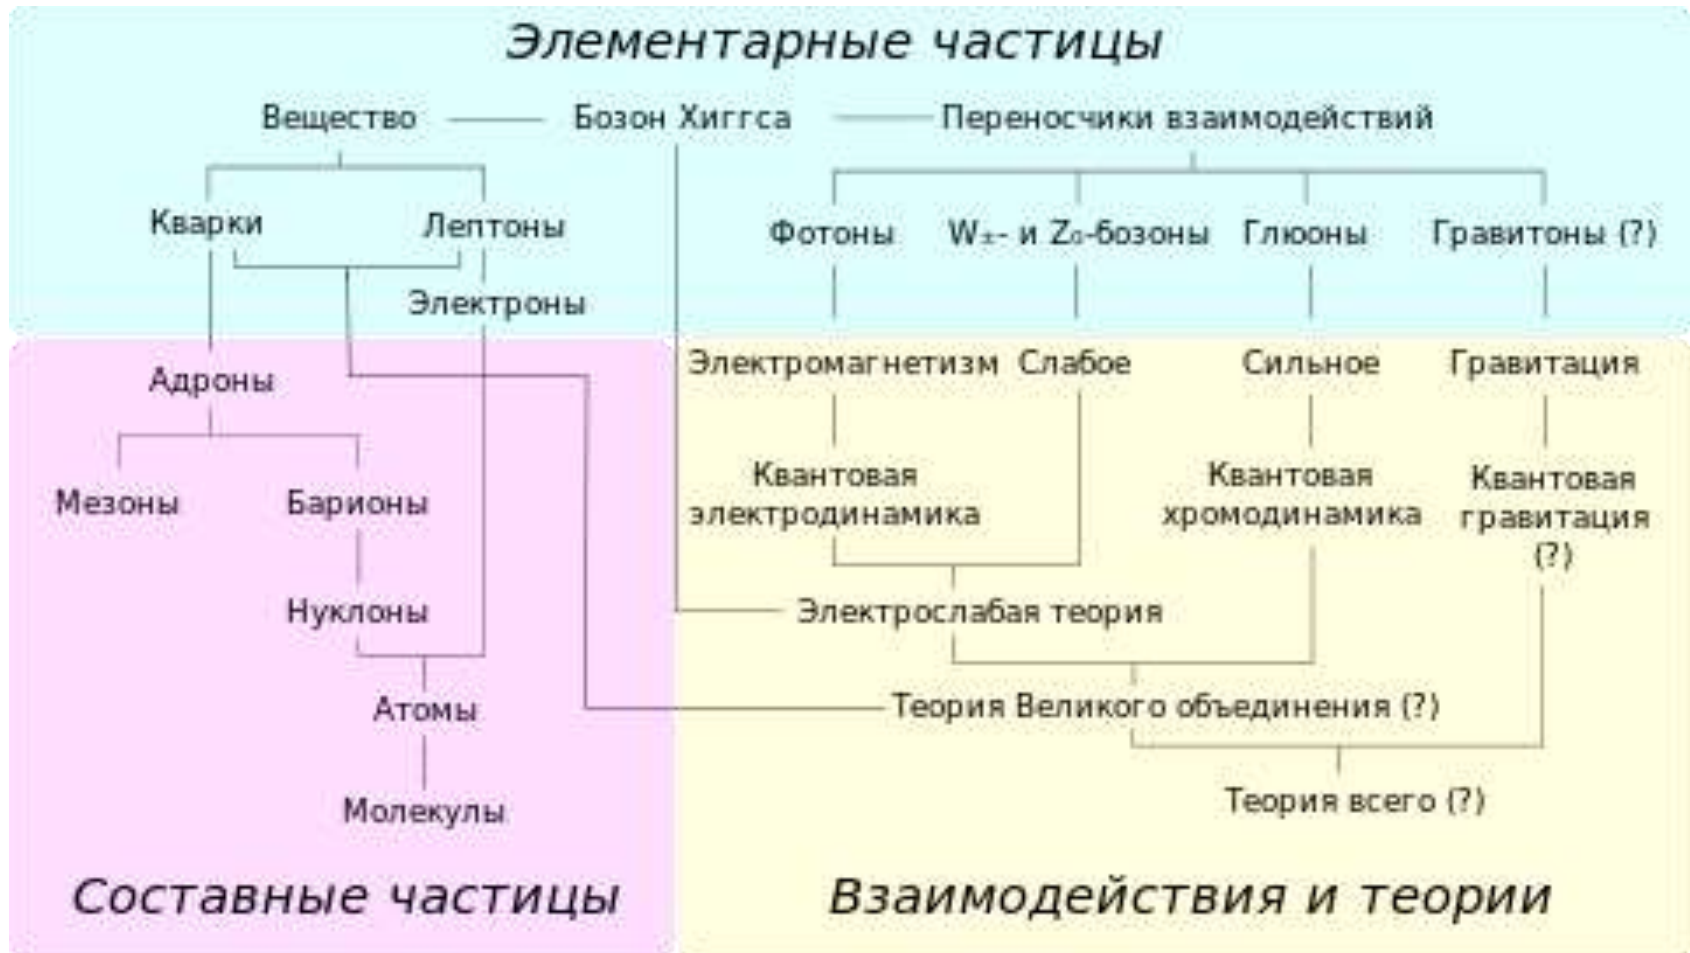 Элементарные частицы
Вещество Бозон Хиггса Переносчики взаимодействий
Кварки Лептоны Фотоны W±- и Z0-бозоны Глюоны Гравитоны (?)
Электроны
Электромагнетизм Слабое Сильное Гравитация
Адроны
Мезоны Барионы
Квантовая
электродинамика
Квантовая
хромодинамика
Квантовая
гравитация
(?)
Нуклоны Электрослабая теория
Атомы Теория Великого объединения (?)
Молекулы Теория всего (?)
Составные частицы Взаимодействия и теории